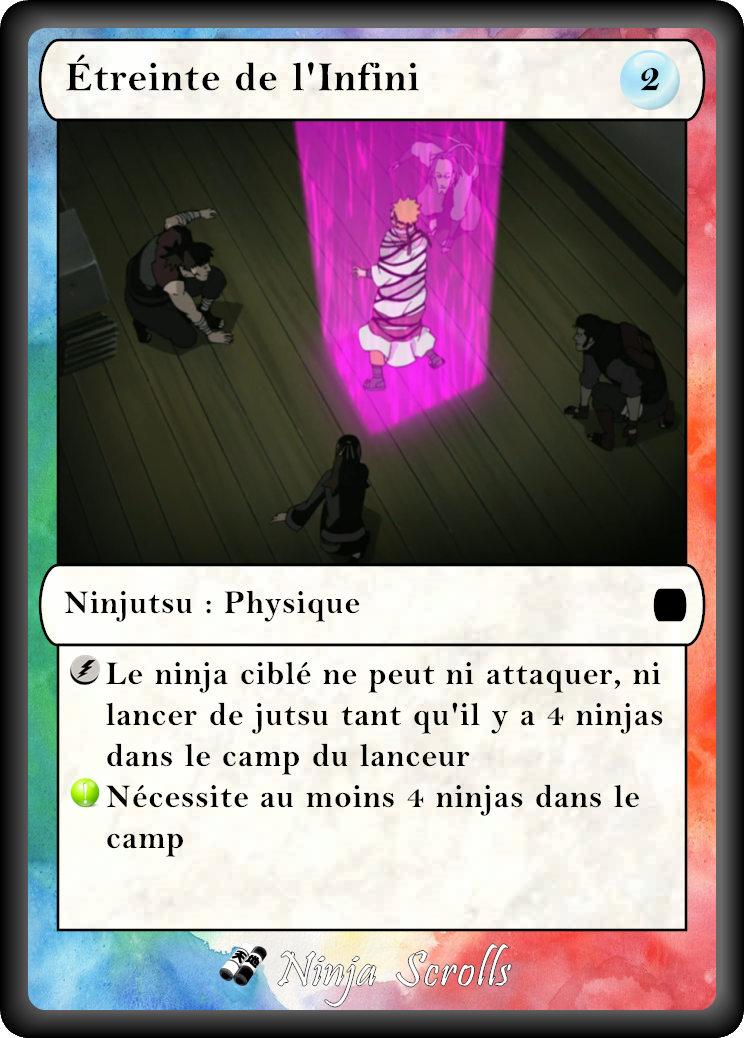 Étreinte de l'Infini
2
Ninjutsu : Physique
Le ninja ciblé ne peut ni attaquer, ni
lancer de jutsu tant qu'il y a 4 ninjas
dans le camp du lanceur
Nécessite au moins 4 ninjas dans le
camp
Ninja Scrolls